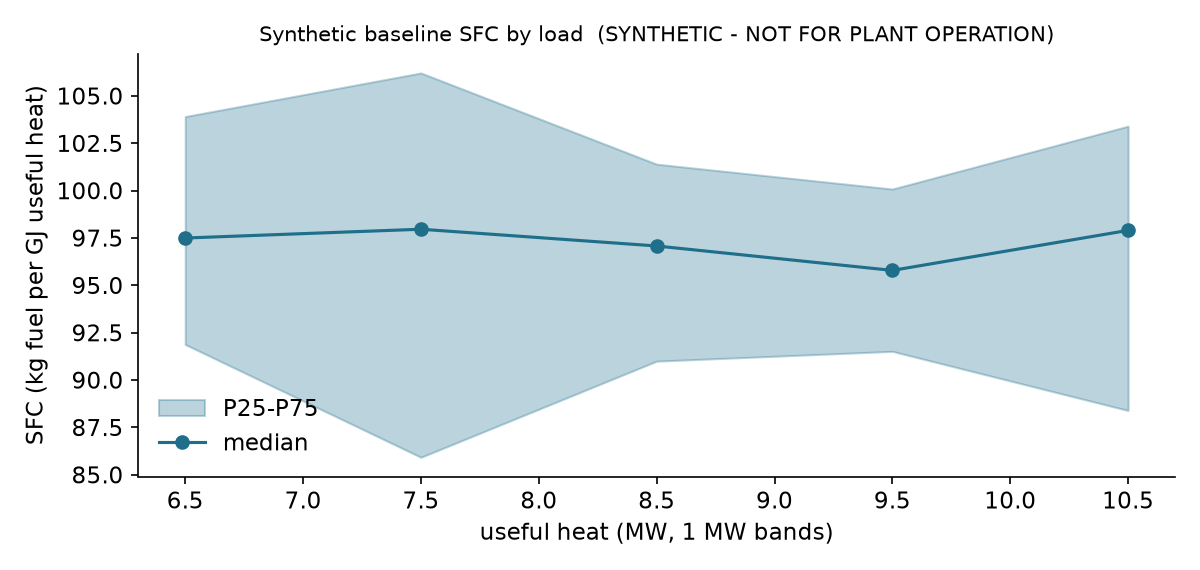 Synthetic baseline SFC by load  (SYNTHETIC - NOT FOR PLANT OPERATION)
SFC (kg fuel per GJ useful heat)
105.0
102.5
100.0
97.5
95.0
92.5
90.0
87.5
85.0
P25-P75
median
6.5 7.0 7.5 8.0 8.5 9.0 9.5 10.0 10.5
useful heat (MW, 1 MW bands)